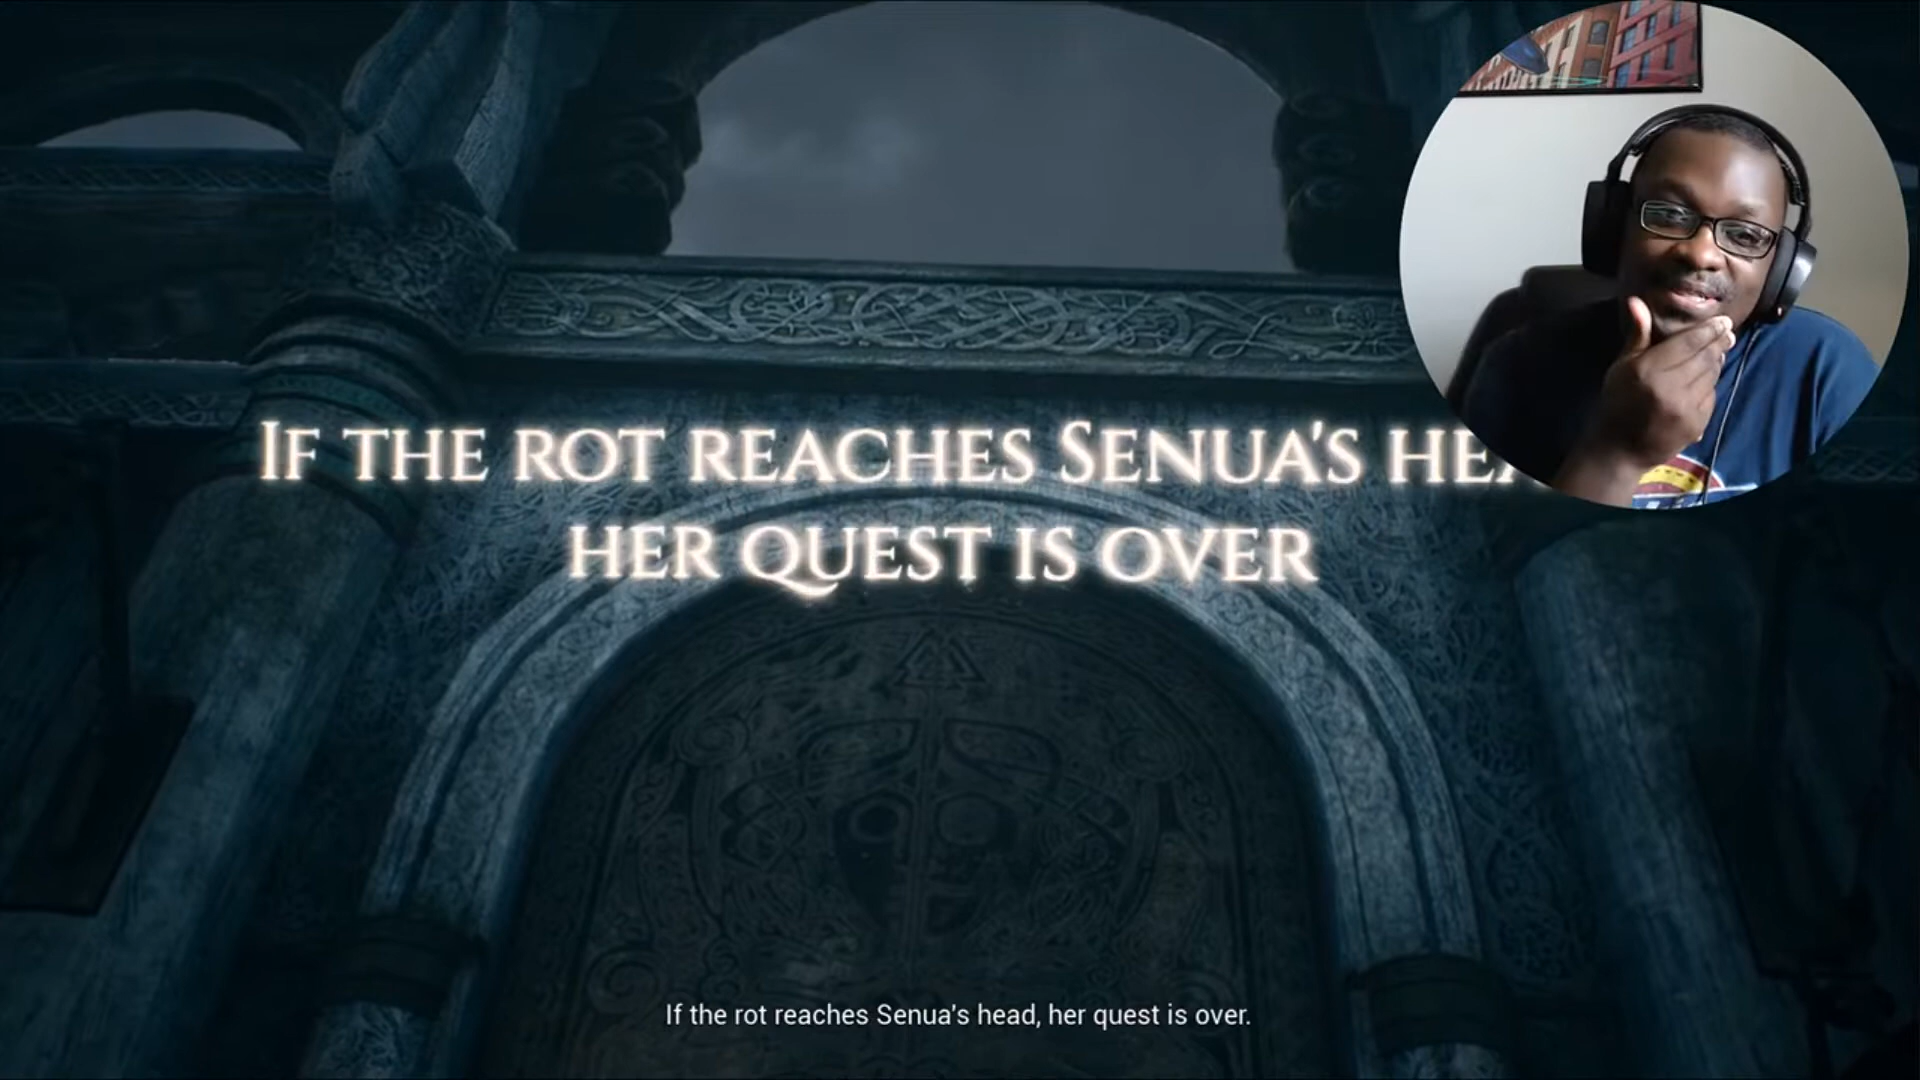 IF THE ROT REACHES SENUA'S
HER QUEST IS OVER
If the rot reaches Senua's head, her quest is over.